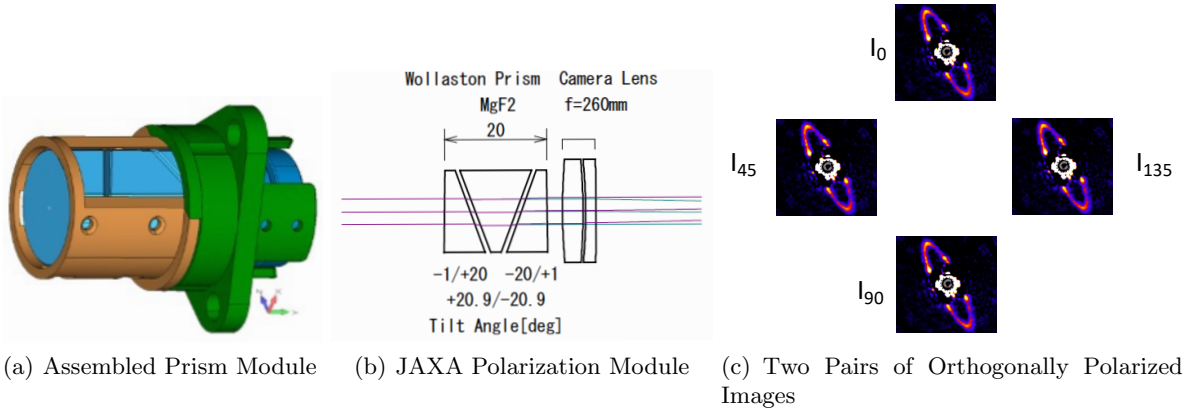 Wollaston Prism Camera Lens
MgF2 f=260mm
20
-1/+20 -20/+1
+20.9/-20.9
Tilt Angle[deg]
I0
I45
I135
I90
(a) Assembled Prism Module
(b) JAXA Polarization Module
(c) Two Pairs of Orthogonally Polarized
Images